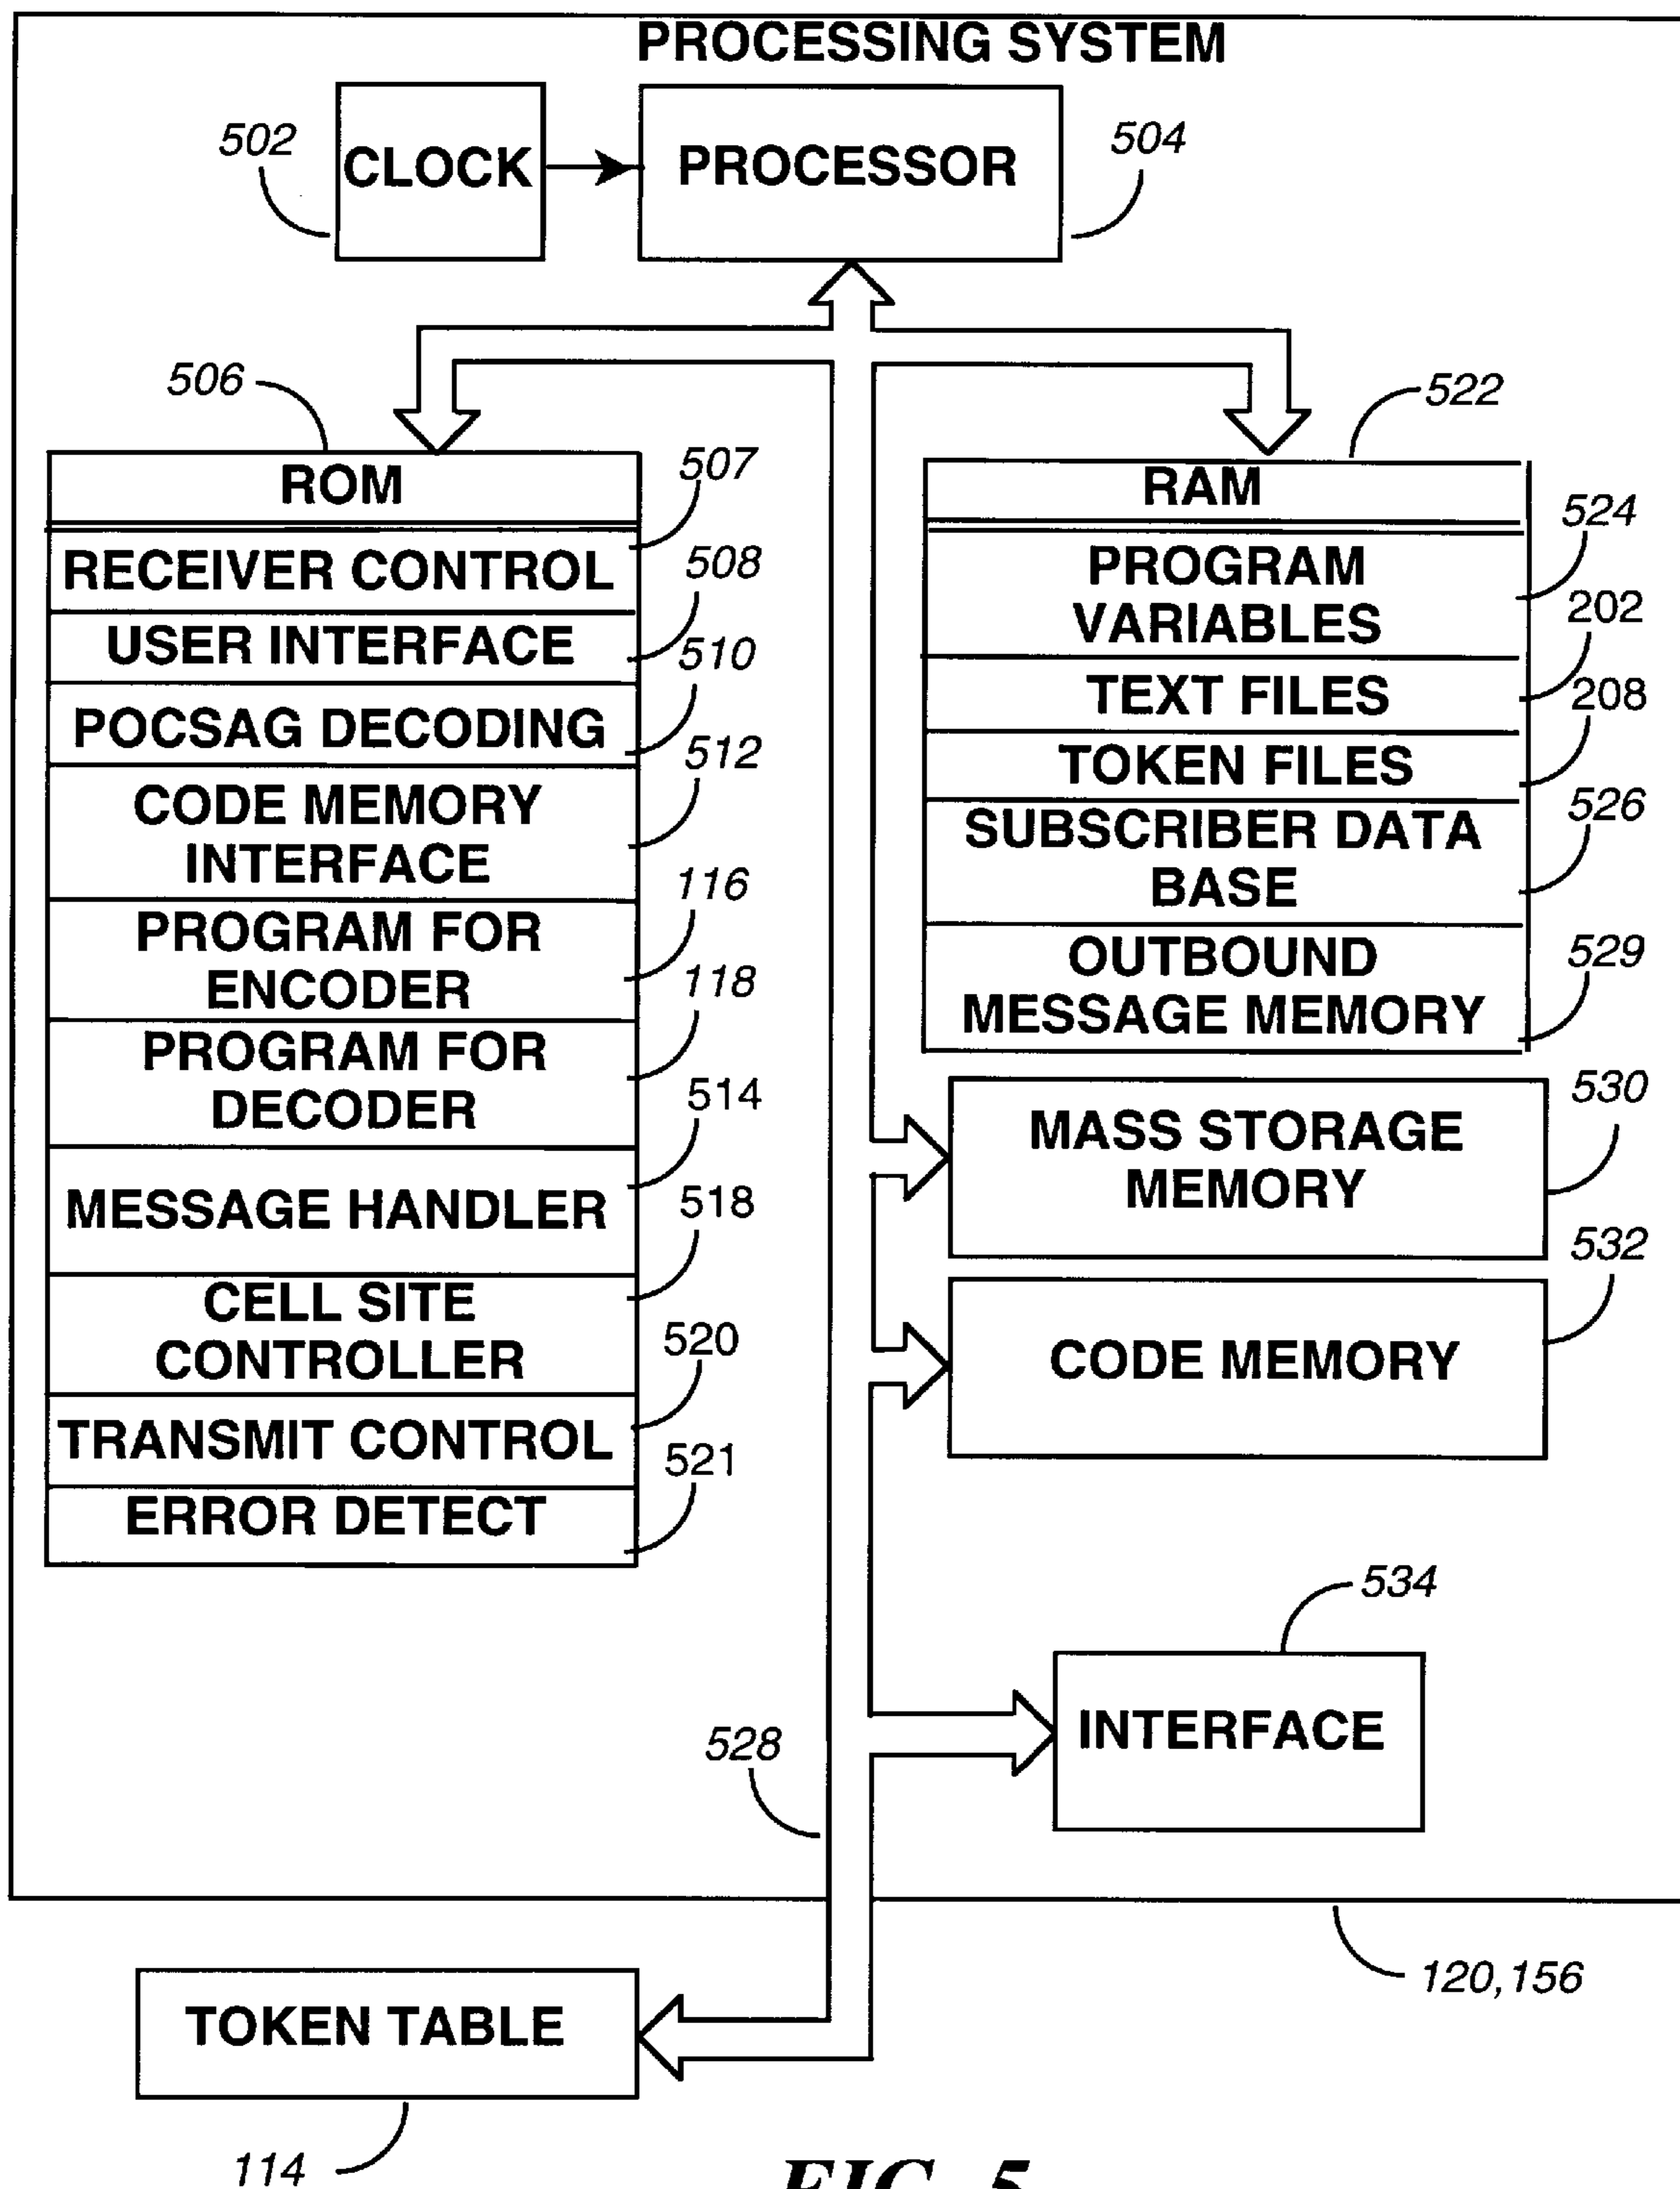 PROCESSING SYSTEM
502
CLOCK
PROCESSOR
504
506
ROM
507
RECEIVER CONTROL
508
USER INTERFACE
510
POCSAG DECODING
512
CODE MEMORY
INTERFACE
116
PROGRAM FOR
ENCODER
118
PROGRAM FOR
DECODER
514
MESSAGE HANDLER
518
CELL SITE
CONTROLLER
520
TRANSMIT CONTROL
521
ERROR DETECT
522
RAM
524
PROGRAM
VARIABLES
202
TEXT FILES
208
TOKEN FILES
526
SUBSCRIBER DATA
BASE
529
OUTBOUND
MESSAGE MEMORY
530
MASS STORAGE
MEMORY
532
CODE MEMORY
534
INTERFACE
528
120,156
TOKEN TABLE
114
FIG. 5